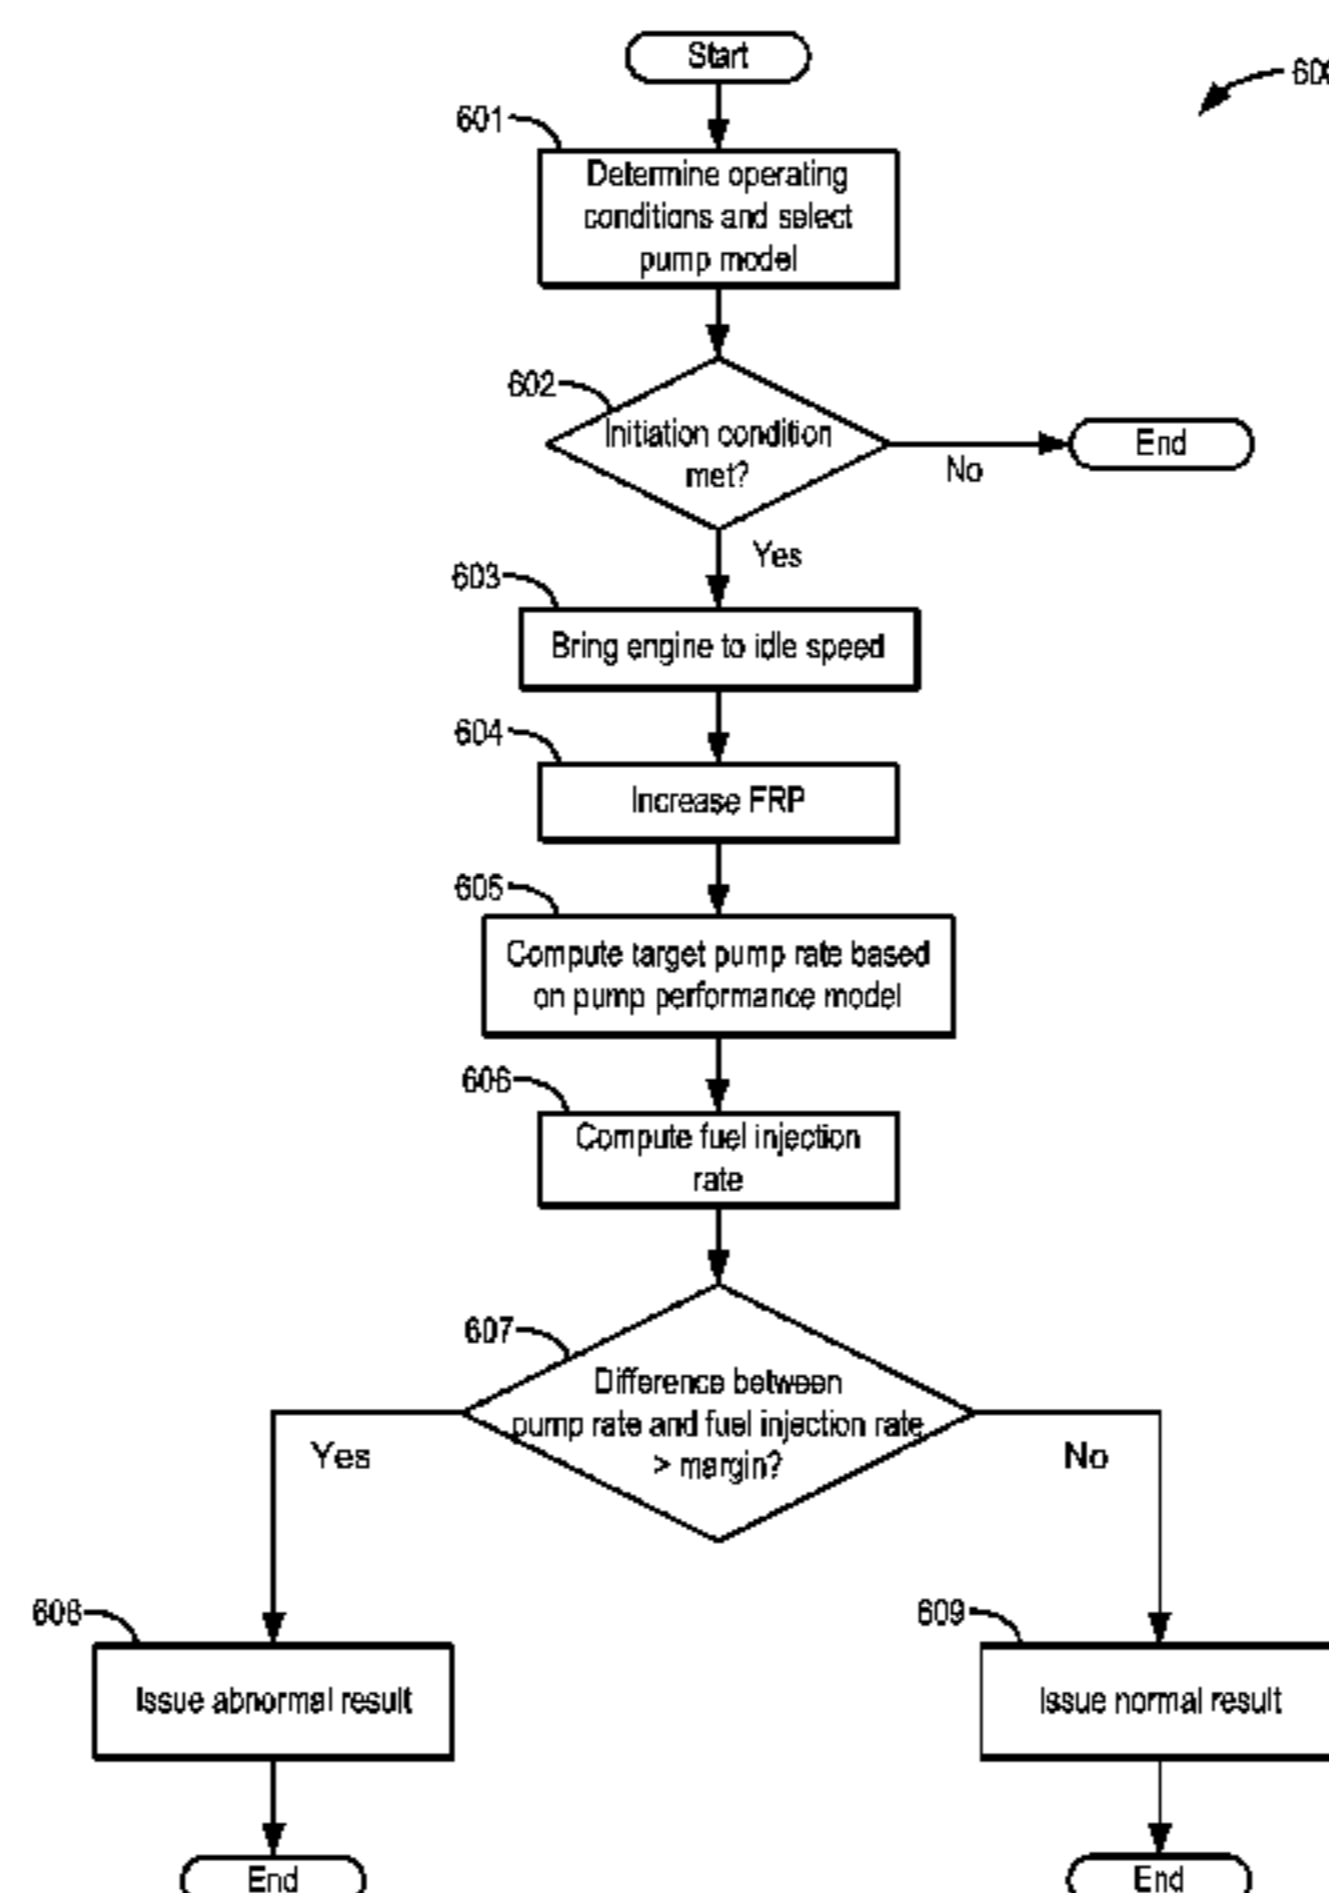 Start
601
Determine operating
conditions and select
pump model
602
Initiation condition
met?
No
End
Yes
603
Bring engine to idle speed
604
Increase FRP
605
Compute target pump rate based
on pump performance model
606
Compute fuel injection
rate
607
Difference between
pump rate and fuel injection rate
> margin?
Yes
No
608
609
Issue abnormal result
Issue normal result
End
End